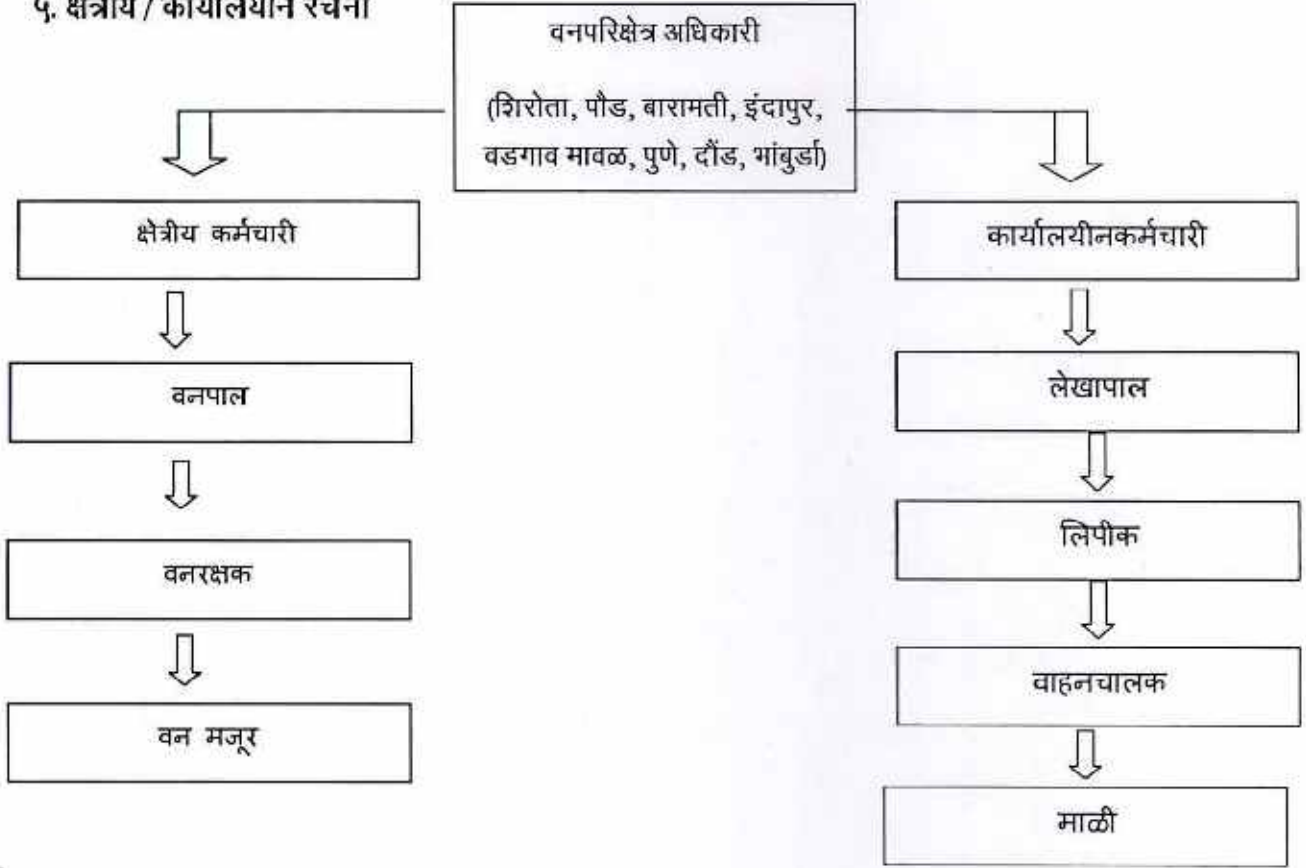 ५. क्षेत्रीय / कार्यालयीन रचना
वनपरिक्षेत्र अधिकारी
(शिरोता, पौड, बारामती, इंदापुर,
वडगाव मावळ, पुणे, दौंड, भांबुर्डा)
क्षेत्रीय कर्मचारी
वनपाल
वनरक्षक
वन मजूर
कार्यालयीनकर्मचारी
लेखापाल
लिपीक
वाहनचालक
माळी